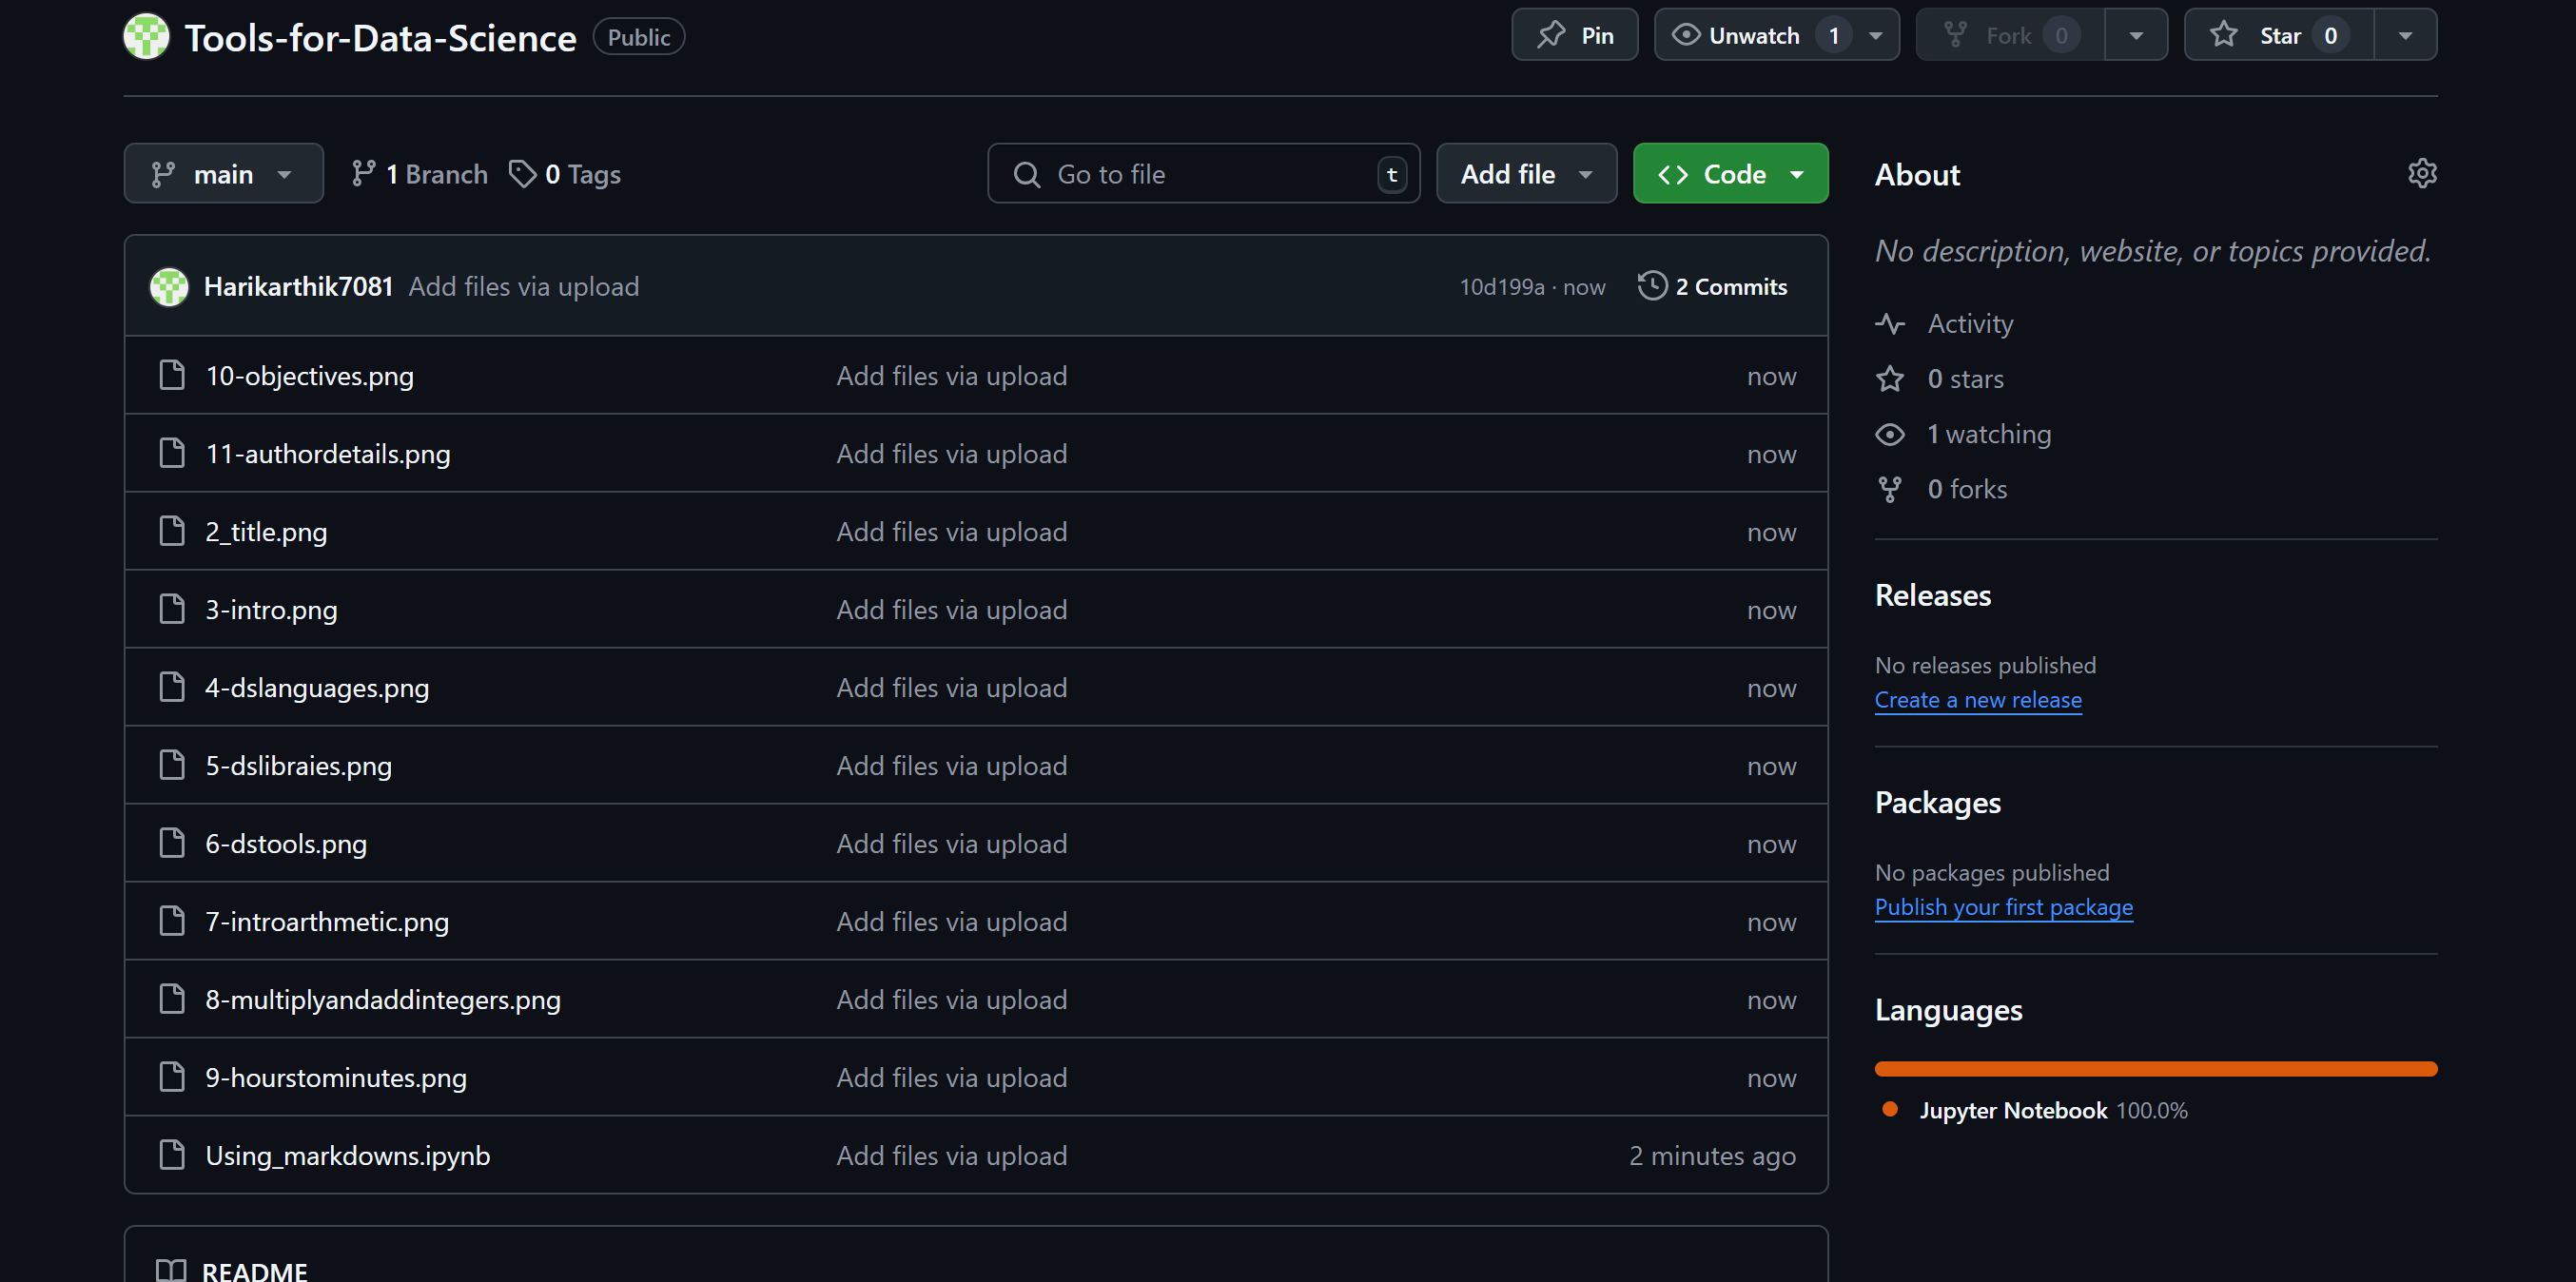 Tools-for-Data-Science Public
Pin
Unwatch 1
Fork 0
Star 0
main
1 Branch
0 Tags
Go to file t
Add file
Code
Harikarthik7081 Add files via upload 10d199a · now 2 Commits
10-objectives.png Add files via upload now
11-authordetails.png Add files via upload now
2_title.png Add files via upload now
3-intro.png Add files via upload now
4-dslanguages.png Add files via upload now
5-dslibraies.png Add files via upload now
6-dstools.png Add files via upload now
7-introarthmetic.png Add files via upload now
8-multiplyandaddintegers.png Add files via upload now
9-hourstominutes.png Add files via upload now
Using_markdowns.ipynb Add files via upload 2 minutes ago
README
About
No description, website, or topics provided.
Activity
0 stars
1 watching
0 forks
Releases
No releases published
Create a new release
Packages
No packages published
Publish your first package
Languages
Jupyter Notebook 100.0%